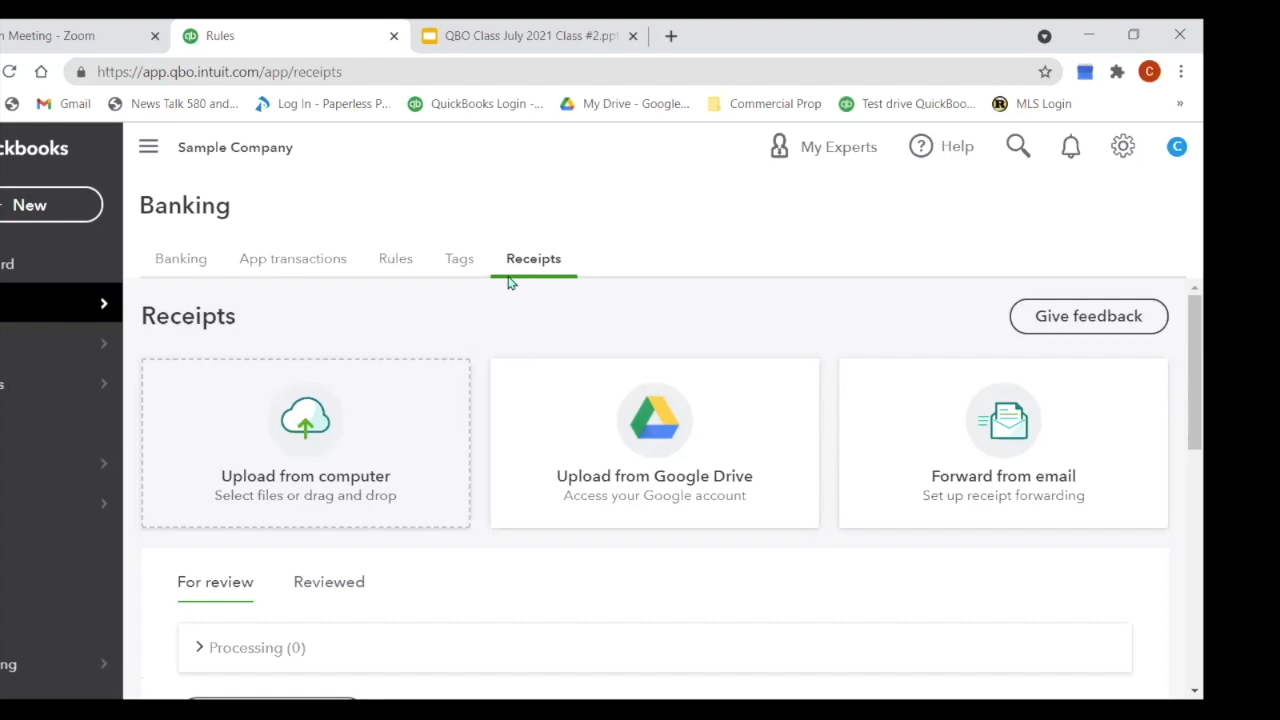 n Meeting - Zoom
Rules
QBO Class July 2021 Class #2.ppt
https://app.qbo.intuit.com/app/receipts
C
Gmail
News Talk 580 and...
Log In - Paperless P...
QuickBooks Login -...
My Drive - Google...
Commercial Prop
Test drive QuickBoo...
MLS Login
»
ckbooks
Sample Company
My Experts
Help
C
New
Banking
rd
Banking
App transactions
Rules
Tags
Receipts
Receipts
Give feedback
s
Upload from computer
Select files or drag and drop
Upload from Google Drive
Access your Google account
Forward from email
Set up receipt forwarding
For review
Reviewed
Processing (0)
ng